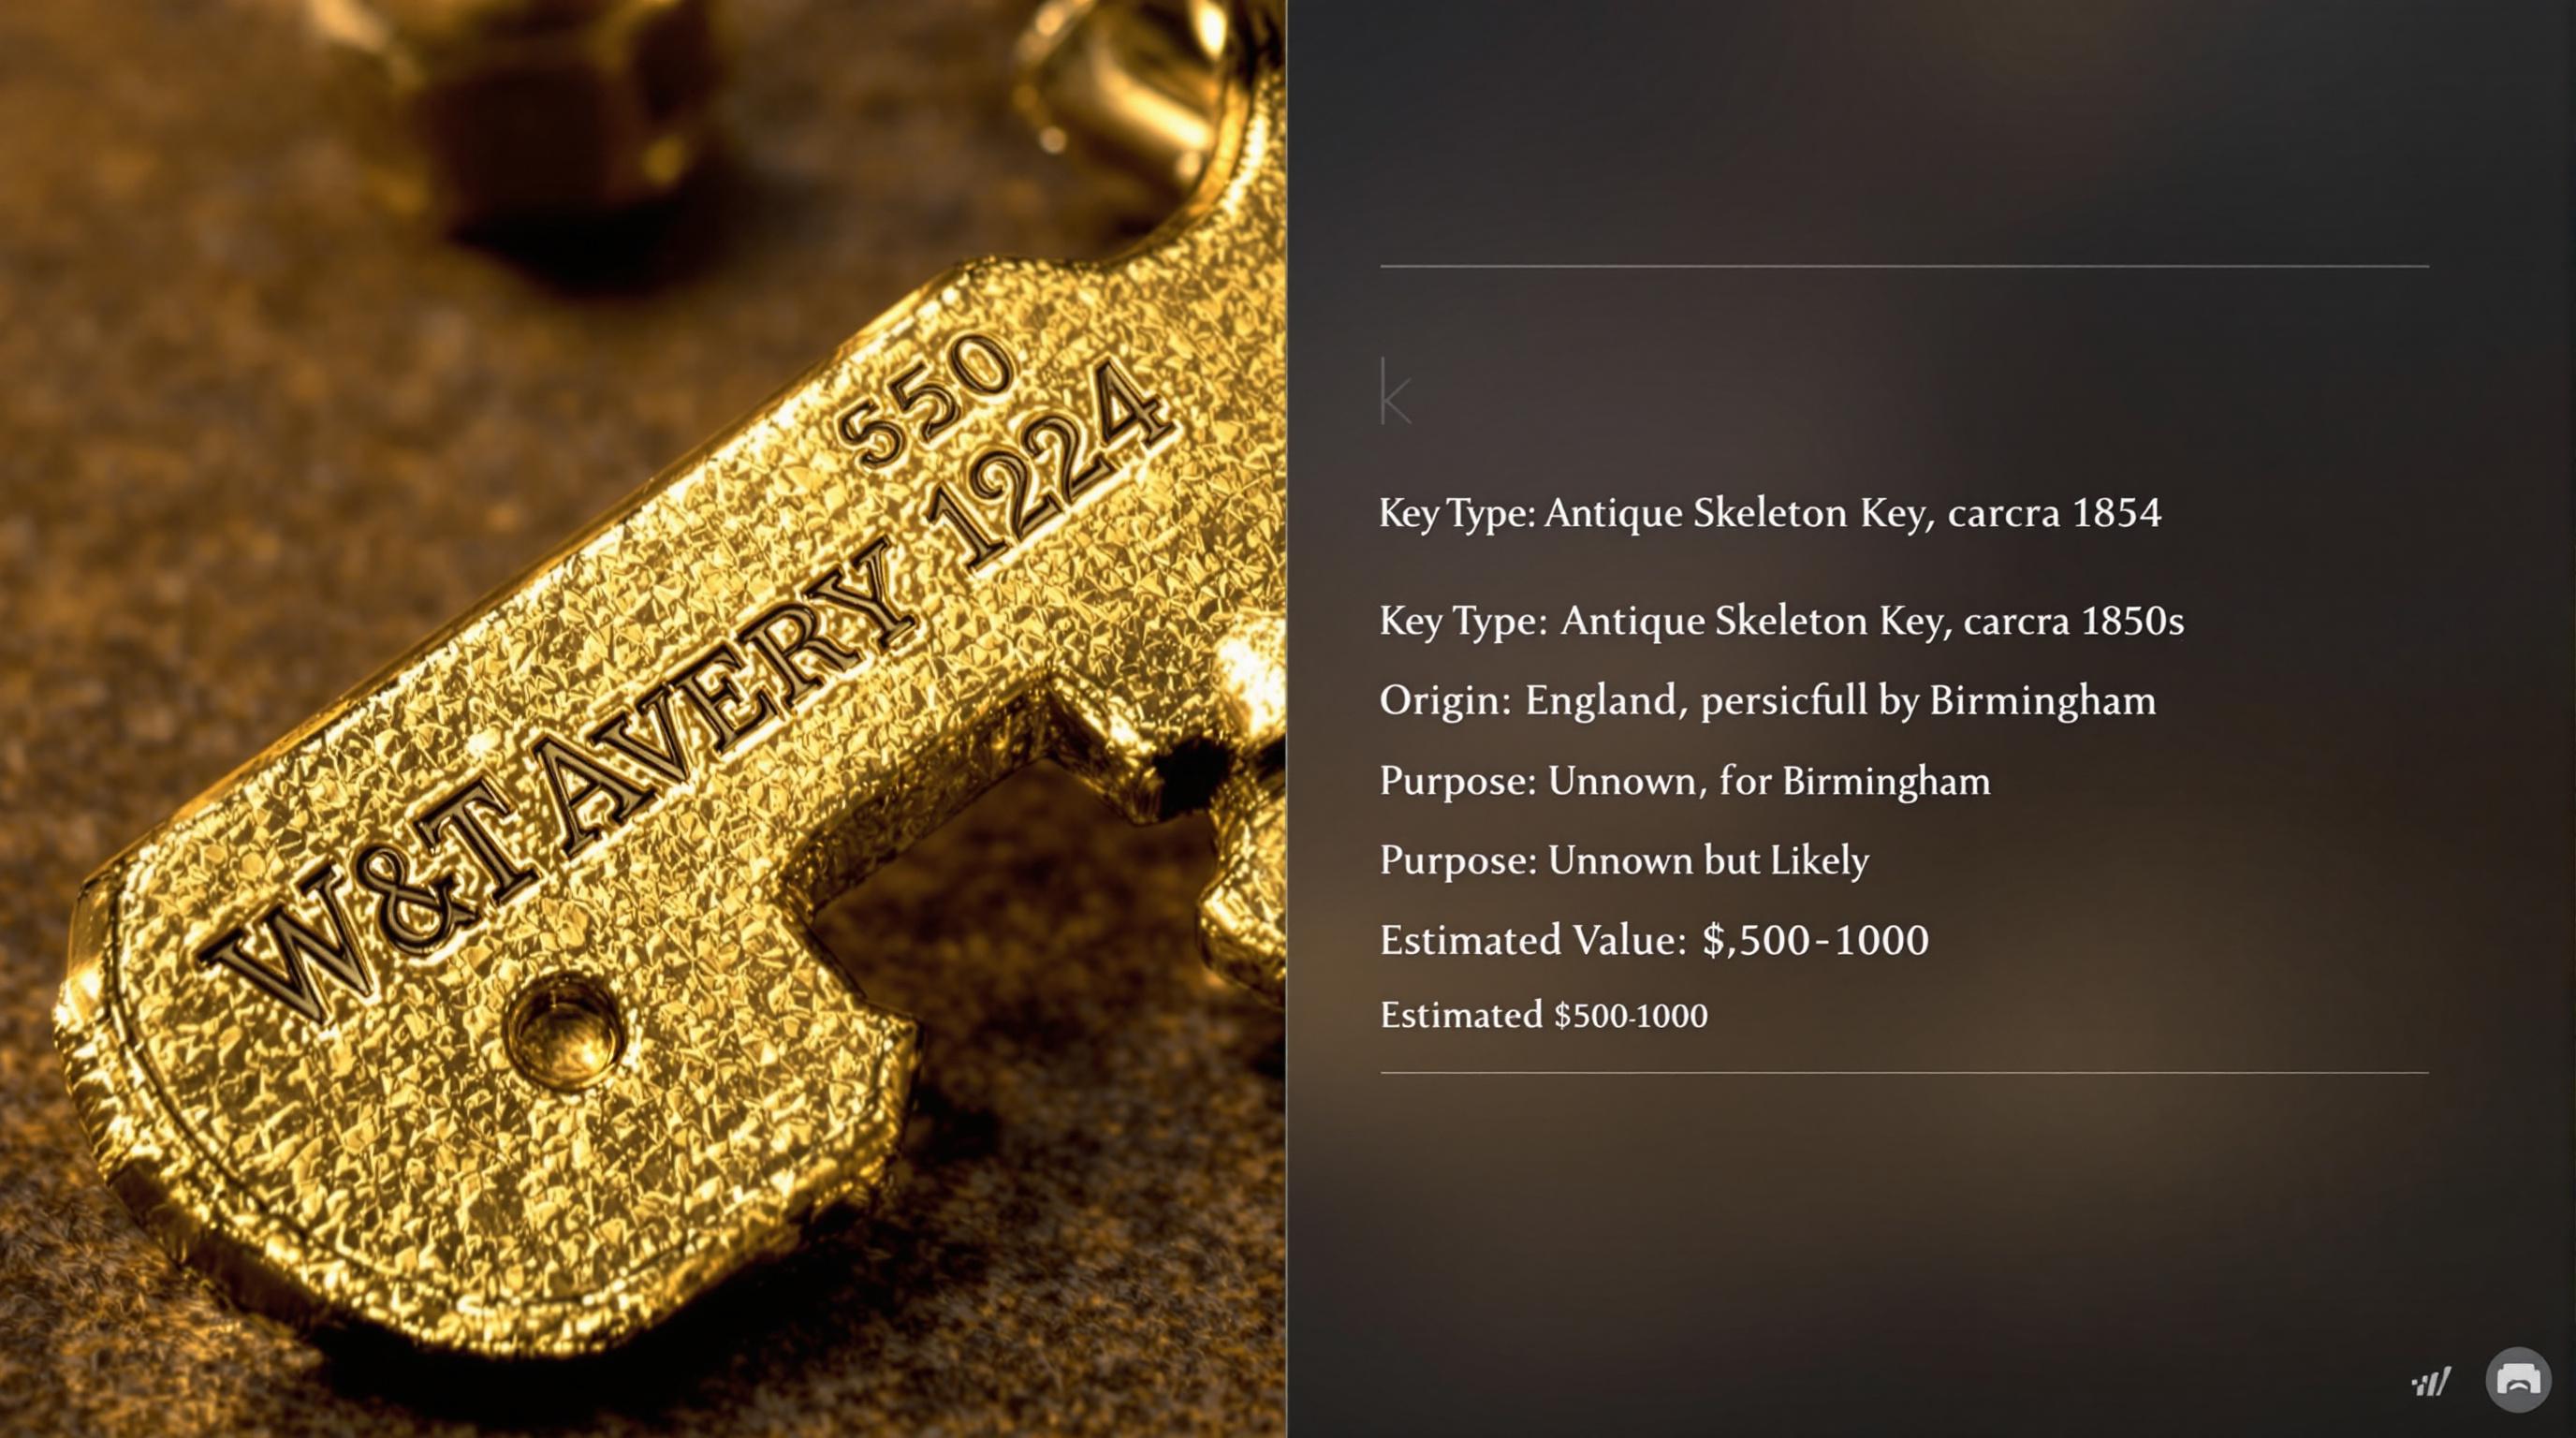 550
W&T AVERY 1224
k
Key Type: Antique Skeleton Key, carcra 1854
Key Type: Antique Skeleton Key, carcra 1850s
Origin: England, persicfull by Birmingham
Purpose: Unnown, for Birmingham
Purpose: Unnown but Likely
Estimated Value: $,500-1000
Estimated $500-1000